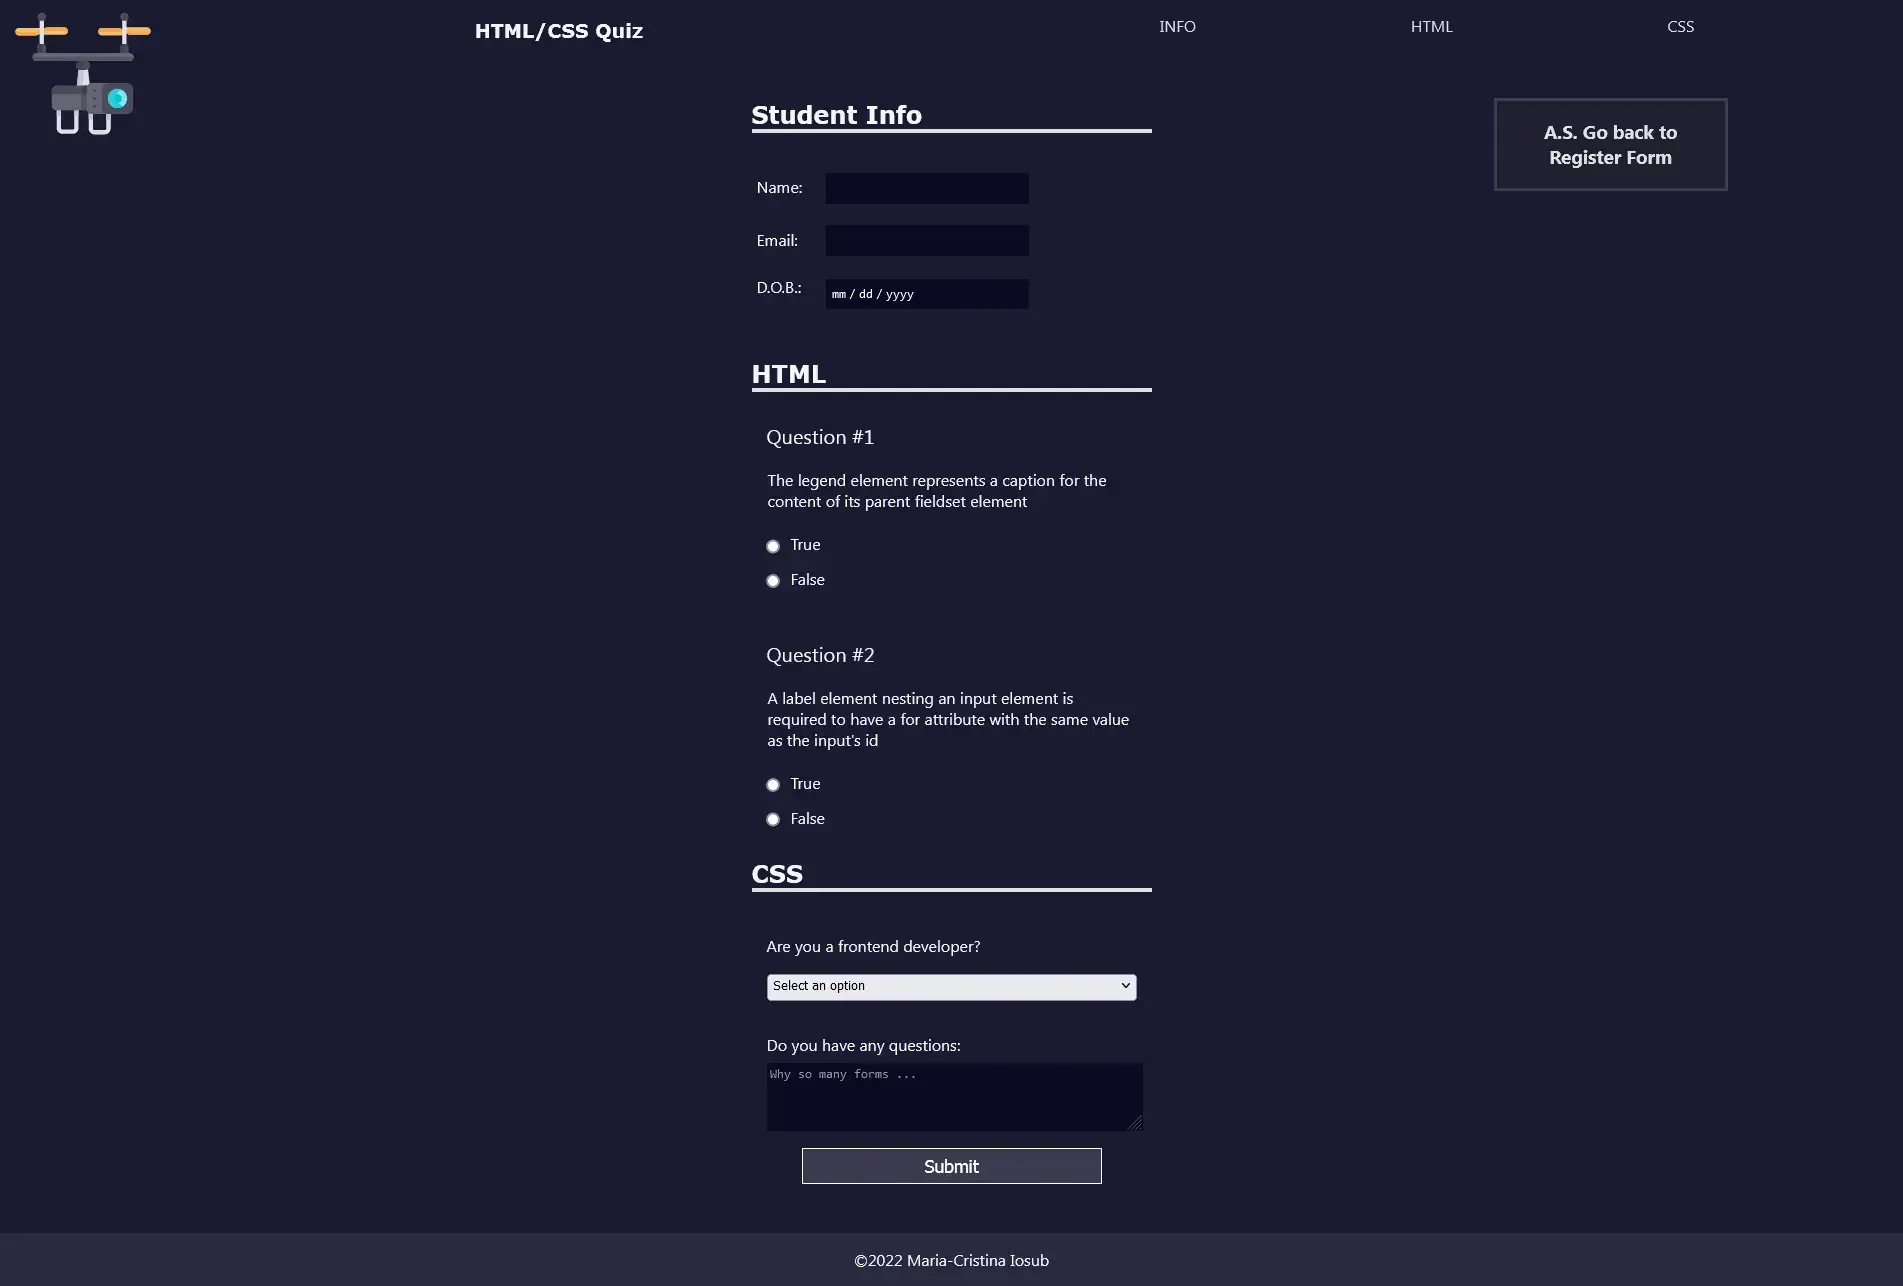 HTML/CSS Quiz
INFO
HTML
CSS
Student Info
A.S. Go back to
Register Form
Name:
Email:
D.O.B.:
mm / dd / yyyy
HTML
Question #1
The legend element represents a caption for the
content of its parent fieldset element
True
False
Question #2
A label element nesting an input element is
required to have a for attribute with the same value
as the input's id
True
False
CSS
Are you a frontend developer?
Select an option
Do you have any questions:
Why so many forms ...
Submit
©2022 Maria-Cristina Iosub